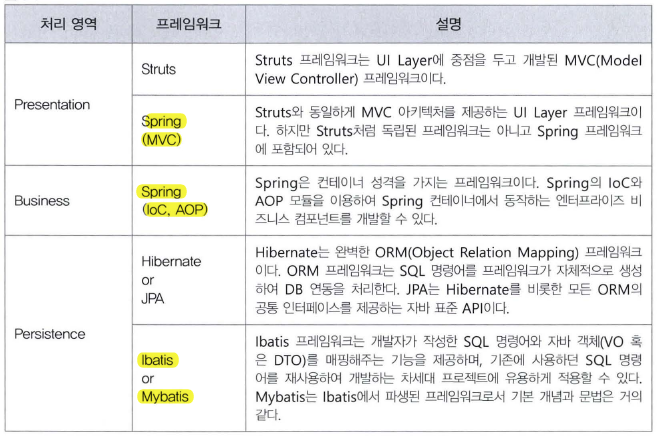 처리 영역 프레임워크 설명
Presentation
Struts
Struts 프레임워크는 UI Layer에 중점을 두고 개발된 MVC(Model
View Controller) 프레임워크이다.
Spring
(MVC)
Struts와 동일하게 MVC 아키텍처를 제공하는 UI Layer 프레임워크이
다. 하지만 Struts처럼 독립된 프레임워크는 아니고 Spring 프레임워크
에 포함되어 있다.
Business
Spring
(IoC, AOP)
Spring은 컨테이너 성격을 가지는 프레임워크이다. Spring의 IoC와
AOP 모듈을 이용하여 Spring 컨테이너에서 동작하는 엔터프라이즈 비
즈니스 컴포넌트를 개발할 수 있다.
Persistence
Hibernate
or
JPA
Hibernate는 완벽한 ORM(Object Relation Mapping) 프레임워크
이다. ORM 프레임워크는 SQL 명령어를 프레임워크가 자체적으로 생성
하여 DB 연동을 처리한다. JPA는 Hibernate를 비롯한 모든 ORM의
공통 인터페이스를 제공하는 자바 표준 API이다.
Ibatis
or
Mybatis
Ibatis 프레임워크는 개발자가 작성한 SQL 명령어와 자바 객체(VO 혹
은 DTO)를 매핑해주는 기능을 제공하며, 기존에 사용하던 SQL 명령
어를 재사용하여 개발하는 차세대 프로젝트에 유용하게 적용할 수 있다.
Mybatis는 Ibatis에서 파생된 프레임워크로서 기본 개념과 문법은 거의
같다.